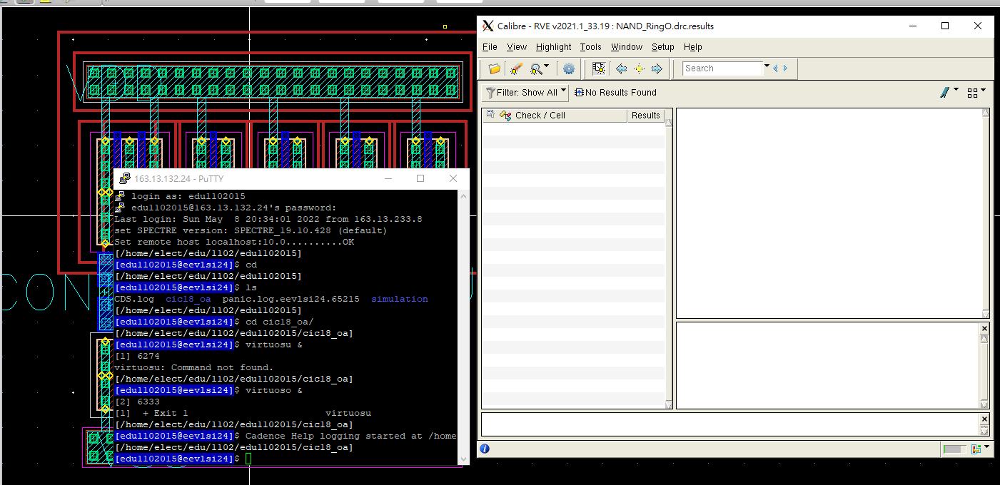 Calibre - RVE v2021.1_33.19 : NAND_RingO.drc.results
File View Highlight Tools Window Setup Help
Search
Filter: Show All No Results Found
Check / Cell Results
163.13.132.24 - PuTTY
login as: edu1102015
edu1102015@163.13.132.24's password:
Last login: Sun May  8 20:34:01 2022 from 163.13.233.8
set SPECTRE version: SPECTRE_19.10.428 (default)
Set remote host localhost:10.0..........OK
[/home/elect/edu/1102/edu1102015]
[edu1102015@eevlsi24]$ cd
[/home/elect/edu/1102/edu1102015]
[edu1102015@eevlsi24]$ ls
CDS.log  cic18_oa  panic.log.eevlsi24.65215  simulation
[/home/elect/edu/1102/edu1102015]
[edu1102015@eevlsi24]$ cd cic18_oa/
[/home/elect/edu/1102/edu1102015/cic18_oa]
[edu1102015@eevlsi24]$ virtuosu &
[1] 6274
virtuosu: Command not found.
[/home/elect/edu/1102/edu1102015/cic18_oa]
[edu1102015@eevlsi24]$ virtuoso &
[2] 6333
[1]  + Exit 1                        virtuosu
[/home/elect/edu/1102/edu1102015/cic18_oa]
[edu1102015@eevlsi24]$ Cadence Help logging started at /home
[/home/elect/edu/1102/edu1102015/cic18_oa]
[edu1102015@eevlsi24]$
CON